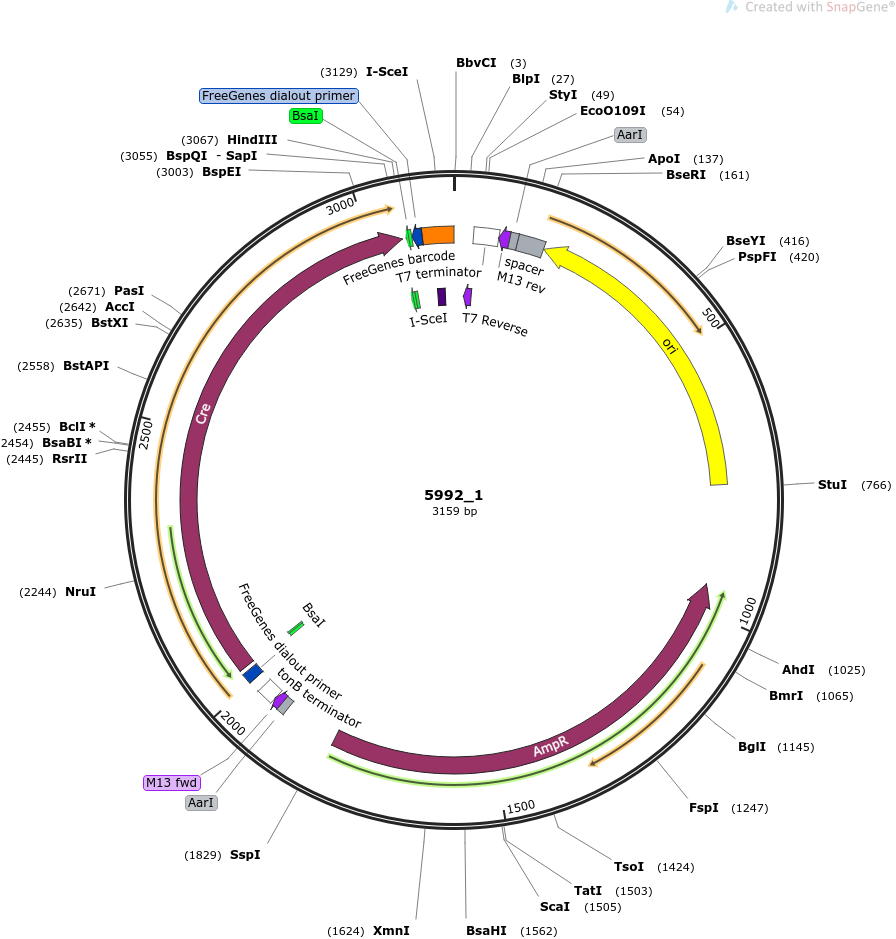 Created with SnapGene®
(3129) I-SceI
BbvCI (3)
BlpI (27)
StyI (49)
EcoO109I (54)
FreeGenes dialout primer
BsaI
AarI
(3067) HindIII
(3055) BspQI - SapI
(3003) BspEI
ApoI (137)
BseRI (161)
3000
FreeGenes barcode
T7 terminator
spacer
M13 rev
I-SceI
T7 Reverse
BseYI (416)
PspFI (420)
500
ori
(2671) PasI
(2642) AccI
(2635) BstXI
(2558) BstAPI
Cre
2500
(2455) BclI *
2454) BsaBI *
(2445) RsrII
5992_1
3159 bp
StuI (766)
(2244) NruI
1000
FreeGenes dialout primer
BsaI
tonB terminator
2000
AhdI (1025)
BmrI (1065)
BglI (1145)
AmpR
M13 fwd
AarI
1500
FspI (1247)
(1829) SspI
TsoI (1424)
TatI (1503)
ScaI (1505)
(1624) XmnI
BsaHI (1562)